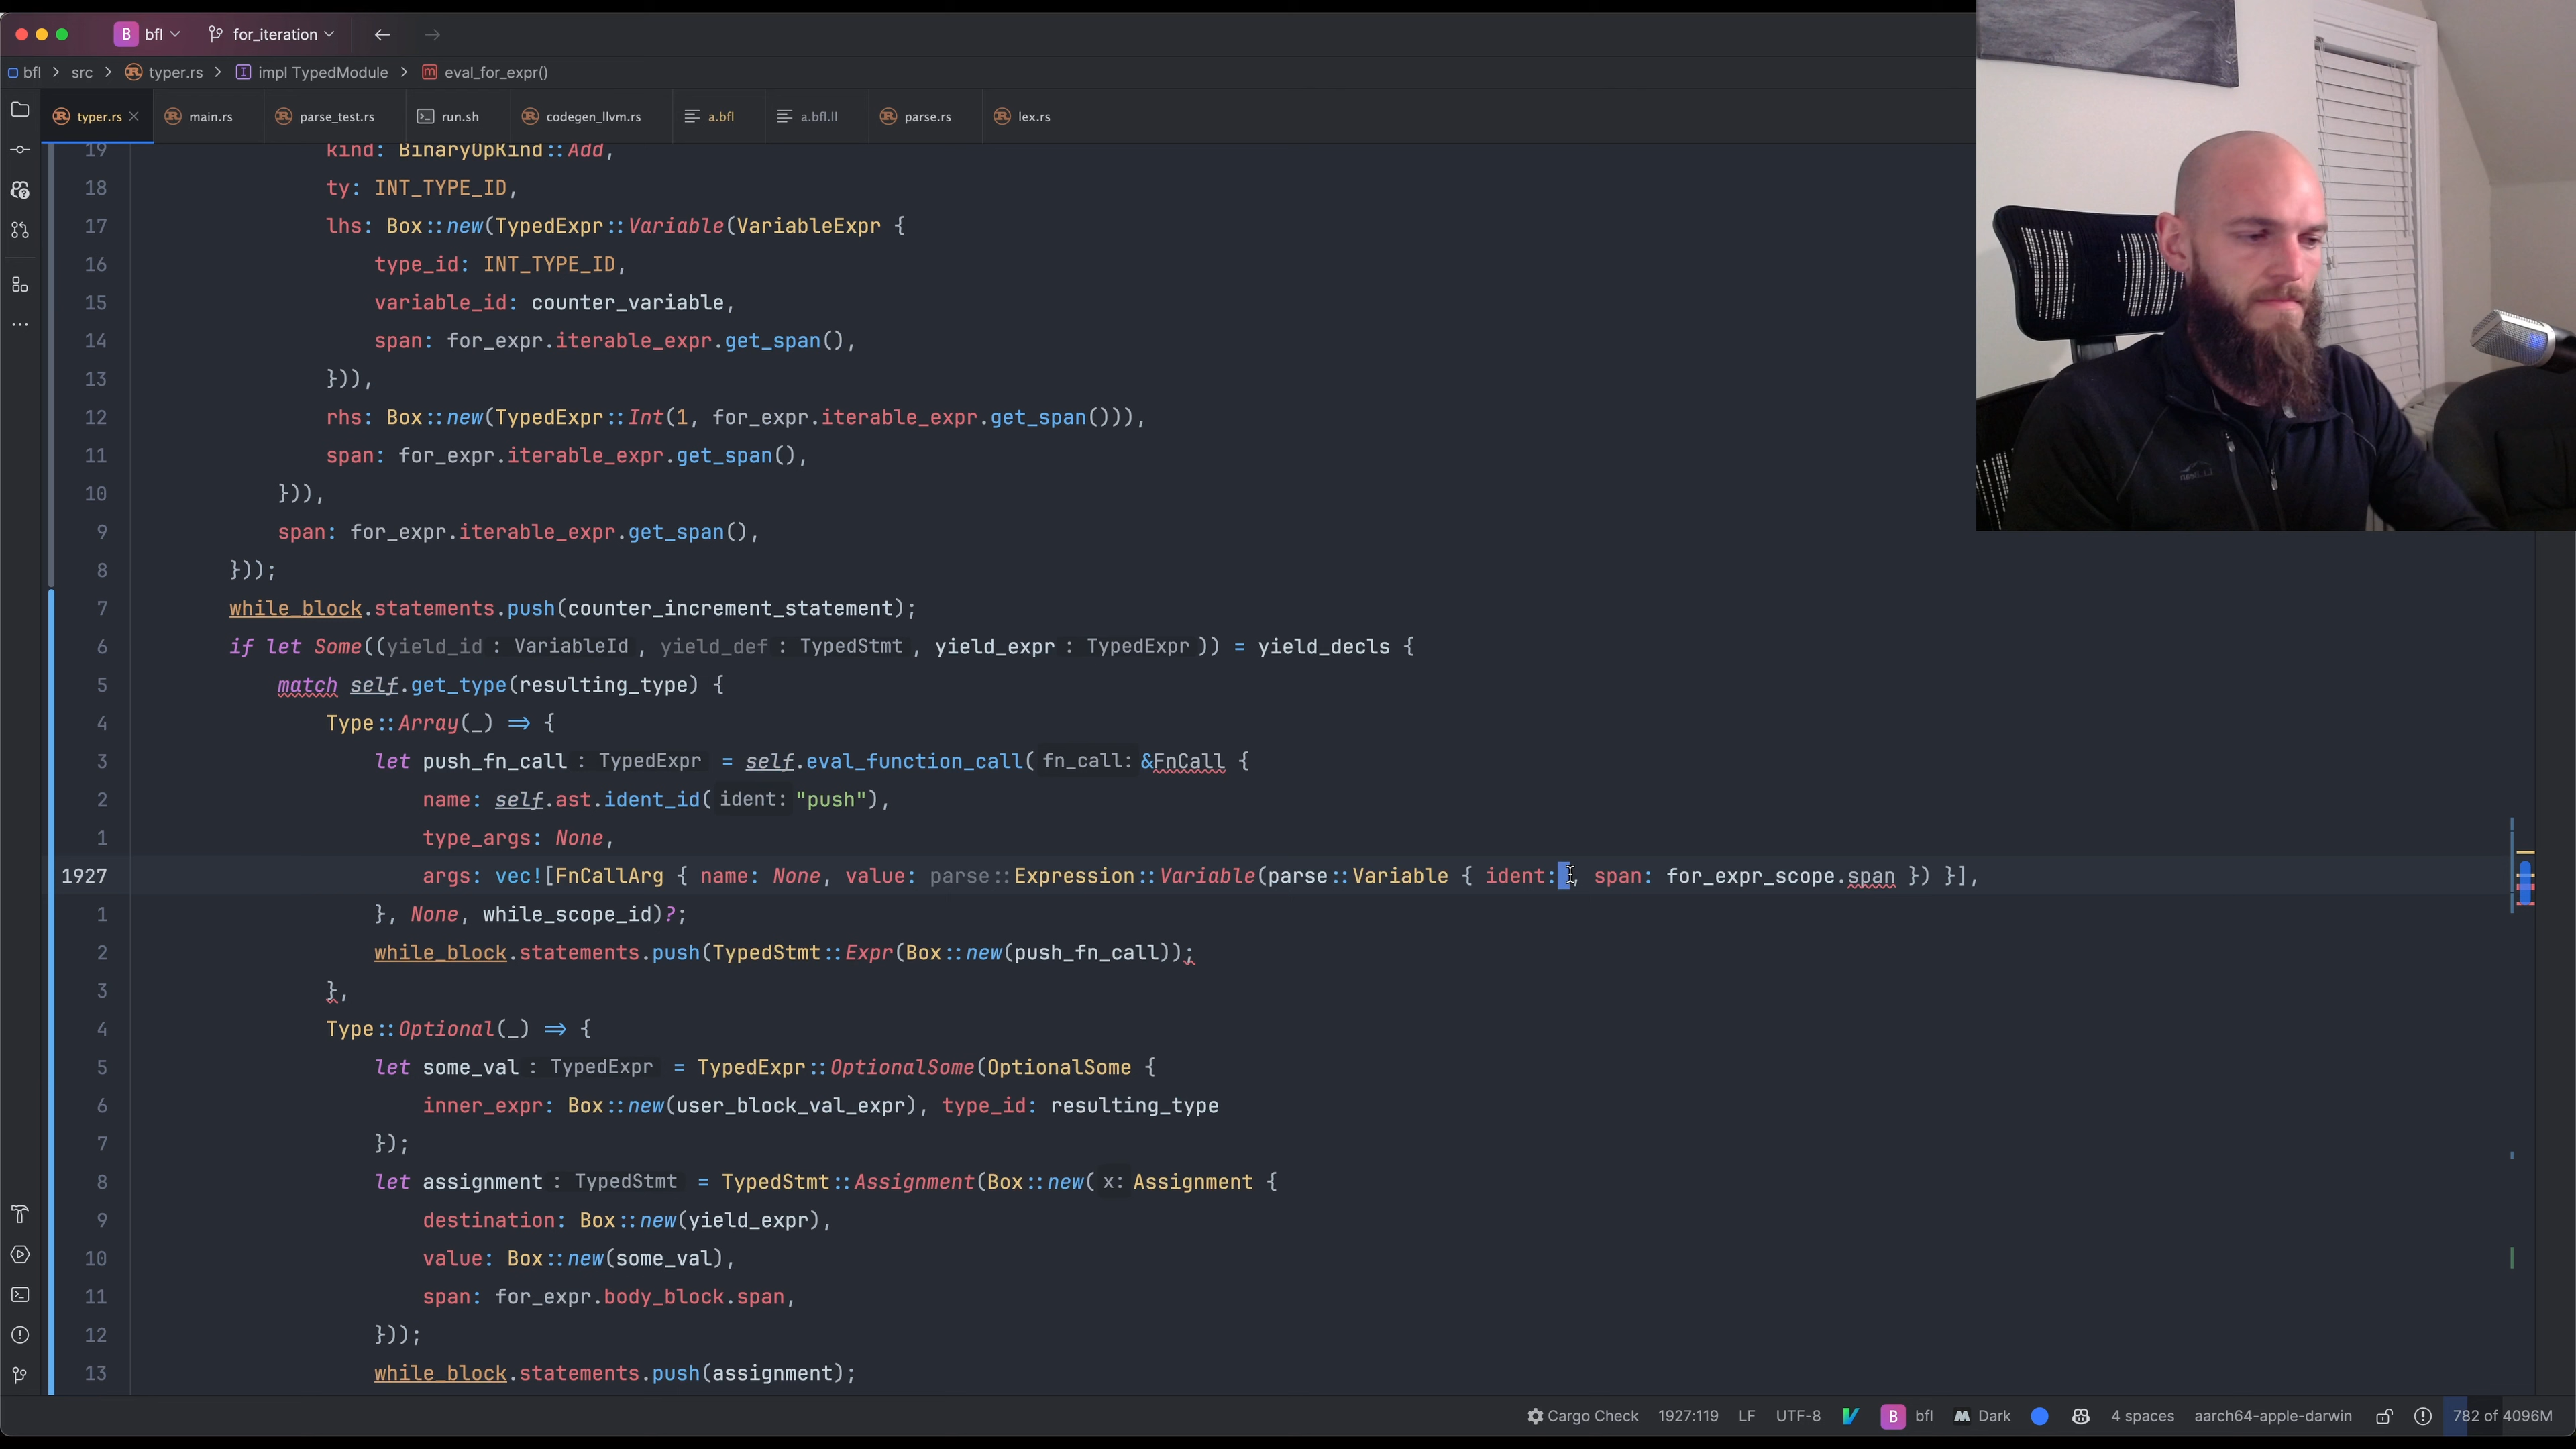 B bfl for_iteration
bfl > src > typer.rs > impl TypedModule > eval_for_expr()
typer.rs main.rs parse_test.rs run.sh codegen_llvm.rs a.bfl a.bfl.ll parse.rs lex.rs
19 kind: BinaryOpKind::Add,
18 ty: INT_TYPE_ID,
17 lhs: Box::new(TypedExpr::Variable(VariableExpr {
16 type_id: INT_TYPE_ID,
15 variable_id: counter_variable,
14 span: for_expr.iterable_expr.get_span(),
13 })),
12 rhs: Box::new(TypedExpr::Int(1, for_expr.iterable_expr.get_span())),
11 span: for_expr.iterable_expr.get_span(),
10 })),
9 span: for_expr.iterable_expr.get_span(),
8 }));
7 while_block.statements.push(counter_increment_statement);
6 if let Some((yield_id : VariableId , yield_def : TypedStmt , yield_expr : TypedExpr )) = yield_decls {
5 match self.get_type(resulting_type) {
4 Type::Array(_) ⇒ {
3 let push_fn_call : TypedExpr = self.eval_function_call( fn_call: &FnCall {
2 name: self.ast.ident_id( ident: "push"),
1 type_args: None,
1927 args: vec![FnCallArg { name: None, value: parse::Expression::Variable(parse::Variable { ident: , span: for_expr_scope.span }) }],
1 }, None, while_scope_id)?;
2 while_block.statements.push(TypedStmt::Expr(Box::new(push_fn_call));
3 },
4 Type::Optional(_) ⇒ {
5 let some_val : TypedExpr = TypedExpr::OptionalSome(OptionalSome {
6 inner_expr: Box::new(user_block_val_expr), type_id: resulting_type
7 });
8 let assignment : TypedStmt = TypedStmt::Assignment(Box::new( x: Assignment {
9 destination: Box::new(yield_expr),
10 value: Box::new(some_val),
11 span: for_expr.body_block.span,
12 }));
13 while_block.statements.push(assignment);
Cargo Check 1927:119 LF UTF-8 B bfl Dark 4 spaces aarch64-apple-darwin 782 of 4096M